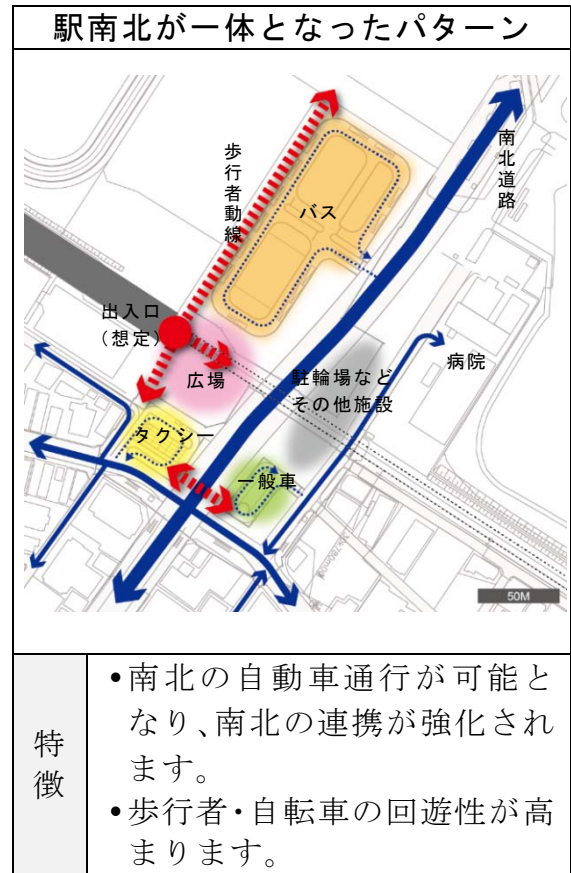 駅南北が一体となったパターン
歩行者動線
バス
南北道路
出入口
(想定)
広場
駐輪場など
その他施設
病院
タクシー
一般車
50M
特徴
•南北の自動車通行が可能と
なり、南北の連携が強化され
ます。
•歩行者・自転車の回遊性が高
まります。